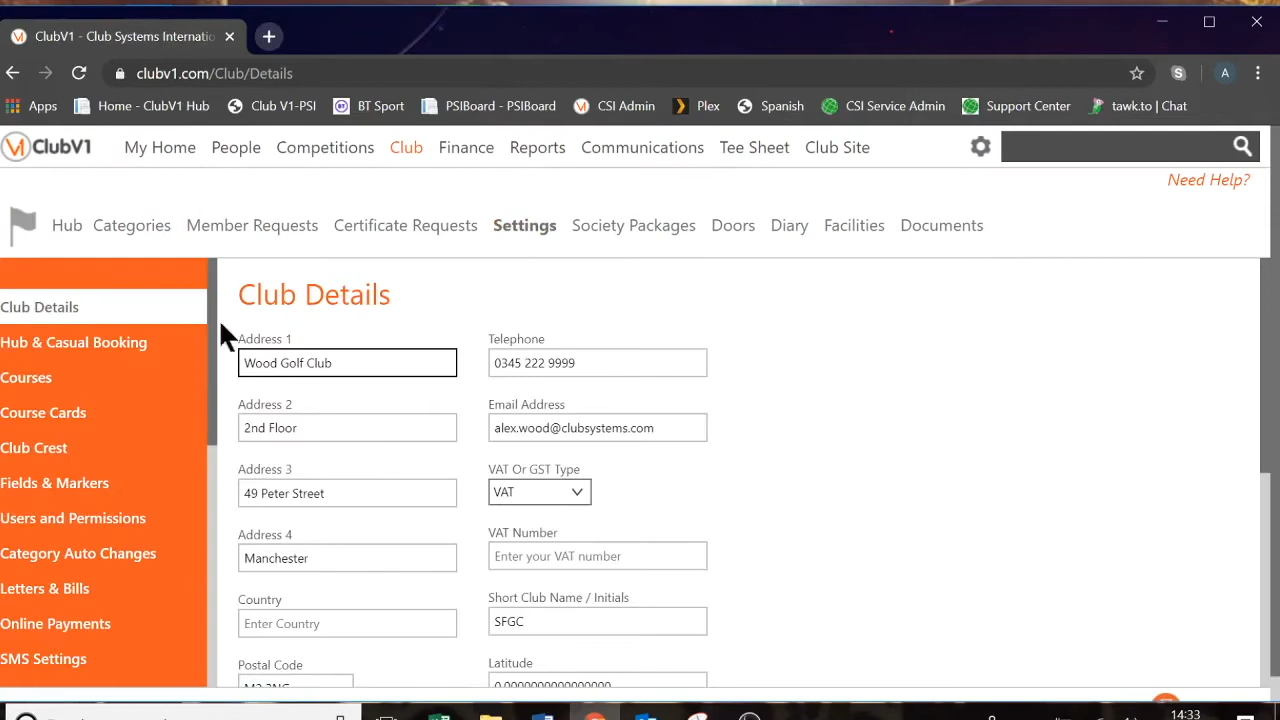 ClubV1 - Club Systems Internatio
clubv1.com/Club/Details
A
Apps Home - ClubV1 Hub Club V1-PSI BT Sport PSIBoard - PSIBoard CSI Admin Plex Spanish CSI Service Admin Support Center tawk.to | Chat
ClubV1 My Home People Competitions Club Finance Reports Communications Tee Sheet Club Site
Need Help?
Hub Categories Member Requests Certificate Requests Settings Society Packages Doors Diary Facilities Documents
Club Details
Hub & Casual Booking
Courses
Course Cards
Club Crest
Fields & Markers
Users and Permissions
Category Auto Changes
Letters & Bills
Online Payments
SMS Settings
Club Details
Address 1
Wood Golf Club
Address 2
2nd Floor
Address 3
49 Peter Street
Address 4
Manchester
Country
Enter Country
Postal Code
Telephone
0345 222 9999
Email Address
alex.wood@clubsystems.com
VAT Or GST Type
VAT
VAT Number
Enter your VAT number
Short Club Name / Initials
SFGC
Latitude
0.0000000000000000
14:33